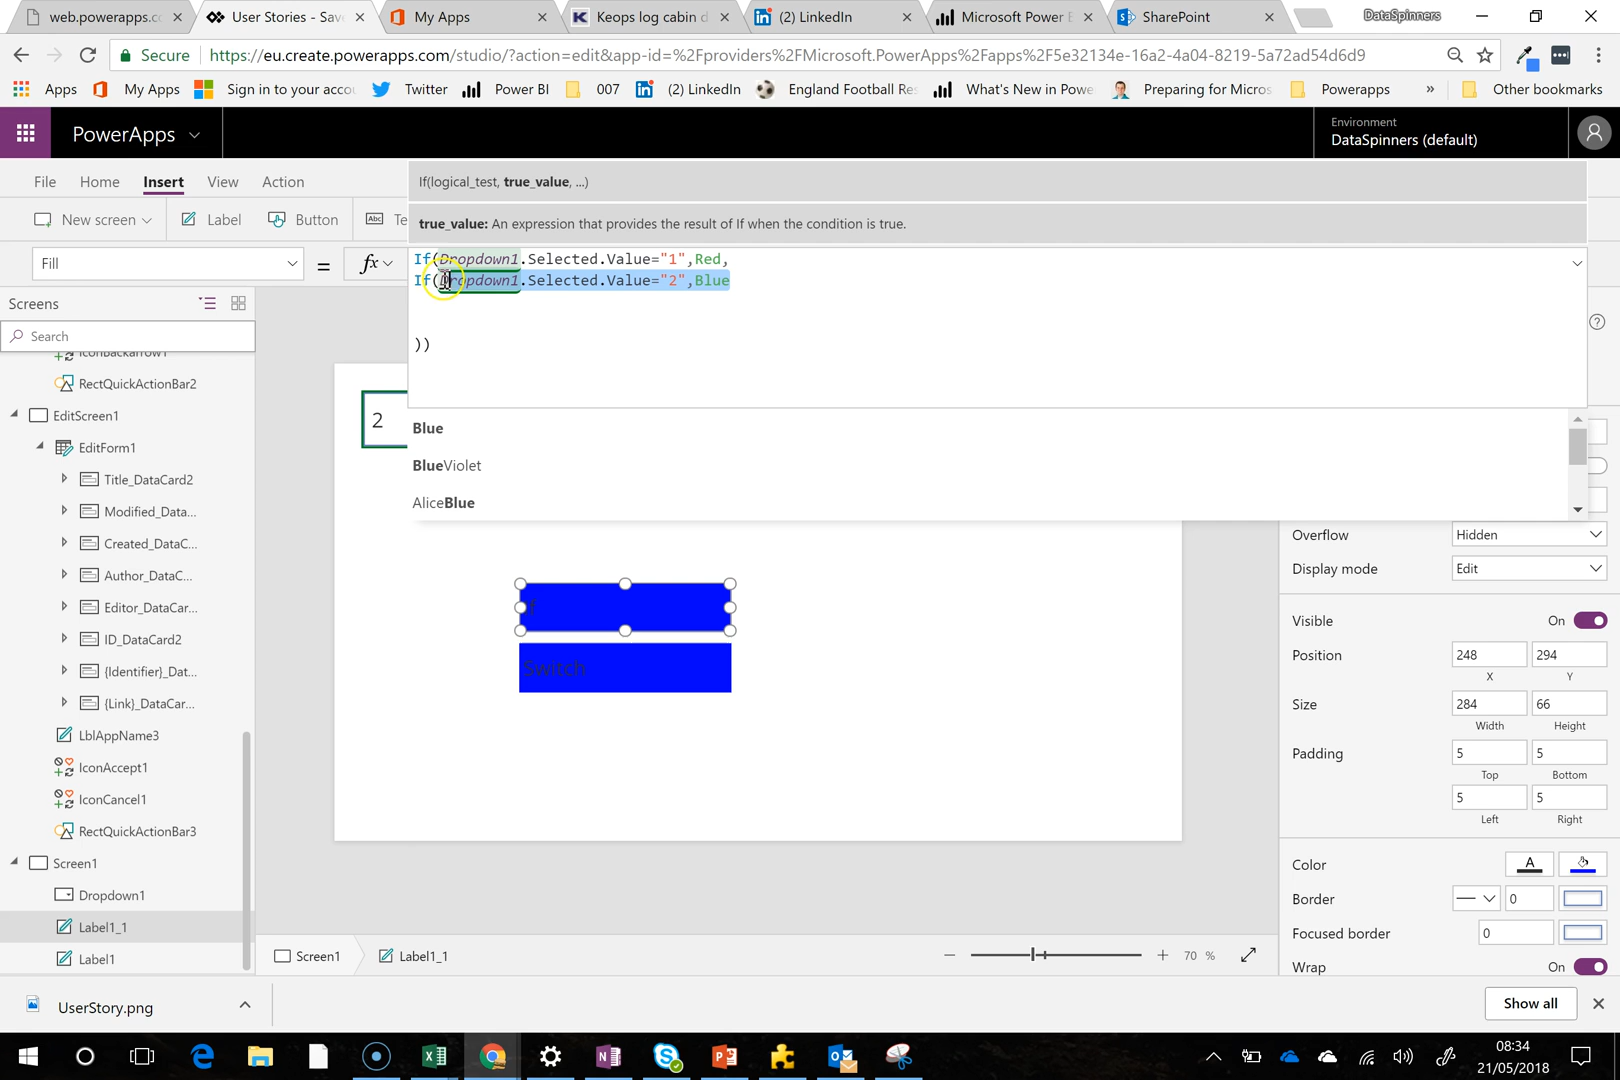 web.powerapps.c
User Stories - Save
My Apps
Keops log cabin d
(2) LinkedIn
Microsoft Power B
SharePoint
DataSpinners
Secure
https://eu.create.powerapps.com/studio/?action=edit&app-id=%2Fproviders%2FMicrosoft.PowerApps%2Fapps%2F5e32134e-16a2-4a04-8219-5a72ad54d6d9
Apps
My Apps
Sign in to your accou
Twitter
Power BI
007
(2) LinkedIn
England Football Res
What's New in Powe
Preparing for Micros
Powerapps
»
Other bookmarks
PowerApps
Environment
DataSpinners (default)
File
Home
Insert
View
Action
If(logical_test, true_value, ...)
New screen
Label
Button
Abc
Te
true_value: An expression that provides the result of If when the condition is true.
Fill
=
fx
If(Dropdown1.Selected.Value="1",Red,
If(Dropdown1.Selected.Value="2",Blue
))
Screens
Search
IconBackarrow1
RectQuickActionBar2
EditScreen1
EditForm1
Title_DataCard2
Modified_Data...
Created_DataC...
Author_DataC...
Editor_DataCar...
ID_DataCard2
{Identifier}_Dat...
{Link}_DataCar...
LblAppName3
IconAccept1
IconCancel1
RectQuickActionBar3
Screen1
Dropdown1
Label1_1
Label1
2
Blue
BlueViolet
AliceBlue
If
Switch
Overflow
Hidden
Display mode
Edit
Visible
On
Position
248
294
X
Y
Size
284
66
Width
Height
Padding
5
5
Top
Bottom
5
5
Left
Right
Color
A
Border
0
Focused border
0
Wrap
On
Screen1
Label1_1
70 %
UserStory.png
Show all
08:34
21/05/2018